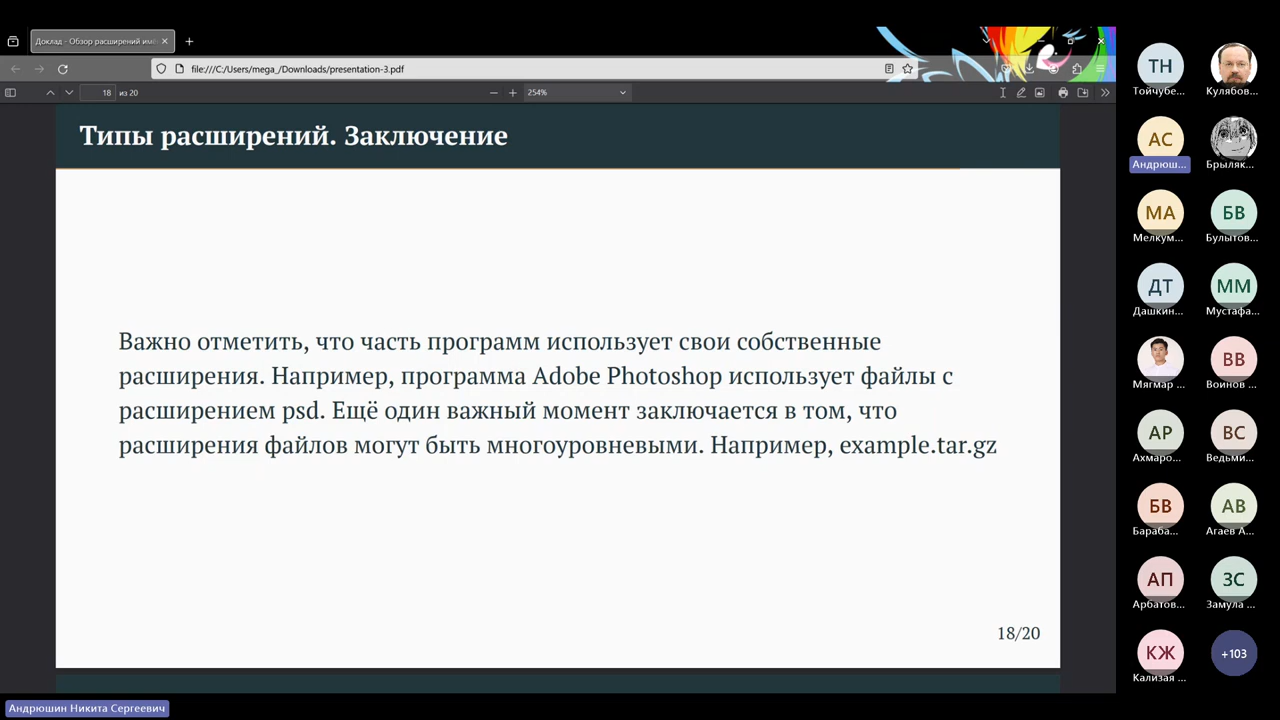 Доклад - Обзор расширений имё
file:///C:/Users/mega_/Downloads/presentation-3.pdf
18 из 20
254%
Типы расширений. Заключение
Важно отметить, что часть программ использует свои собственные
расширения. Например, программа Adobe Photoshop использует файлы с
расширением psd. Ещё один важный момент заключается в том, что
расширения файлов могут быть многоуровневыми. Например, example.tar.gz
18/20
Андрюшин Никита Сергеевич
ТН
Тойчубе...
Кулябов...
АС
Андрюш...
Брыляк...
МА
Мелкум...
БВ
Булытов...
ДТ
Дашкин...
ММ
Мустафа...
Мягмар ...
ВВ
Воинов ...
АР
Ахмаро...
ВС
Ведьми...
БВ
Бараба...
АВ
Агаев А...
АП
Арбатов...
ЗС
Замула ...
КЖ
Кализая ...
+103